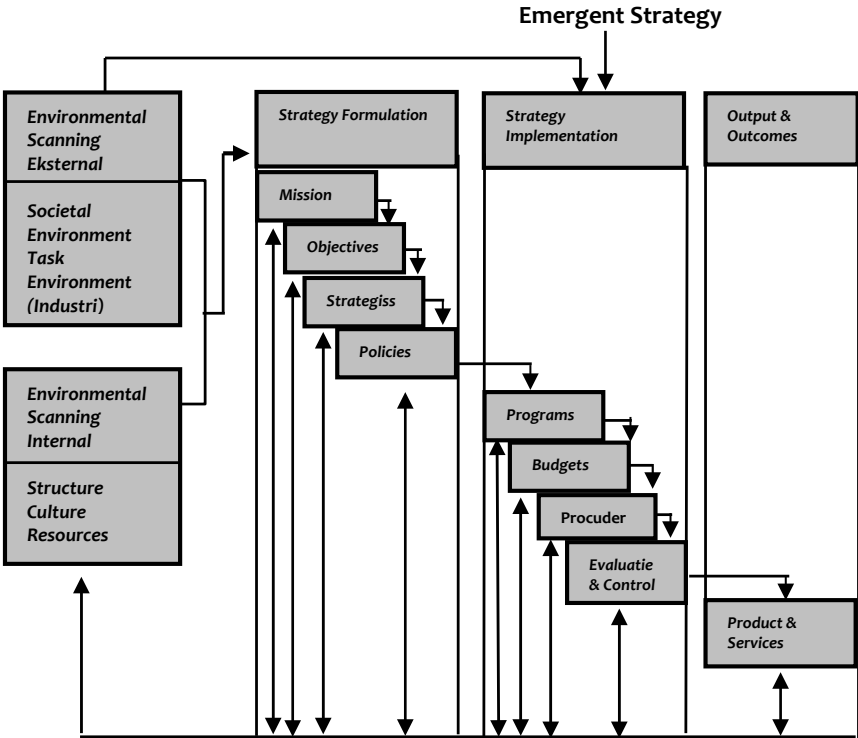 Emergent Strategy
Environmental
Scanning
Eksternal
Societal
Environment
Task
Environment
(Industri)
Environmental
Scanning
Internal
Structure
Culture
Resources
Strategy Formulation
Mission
Objectives
Strategiss
Policies
Strategy
Implementation
Programs
Budgets
Procuder
Evaluatie
& Control
Output &
Outcomes
Product &
Services